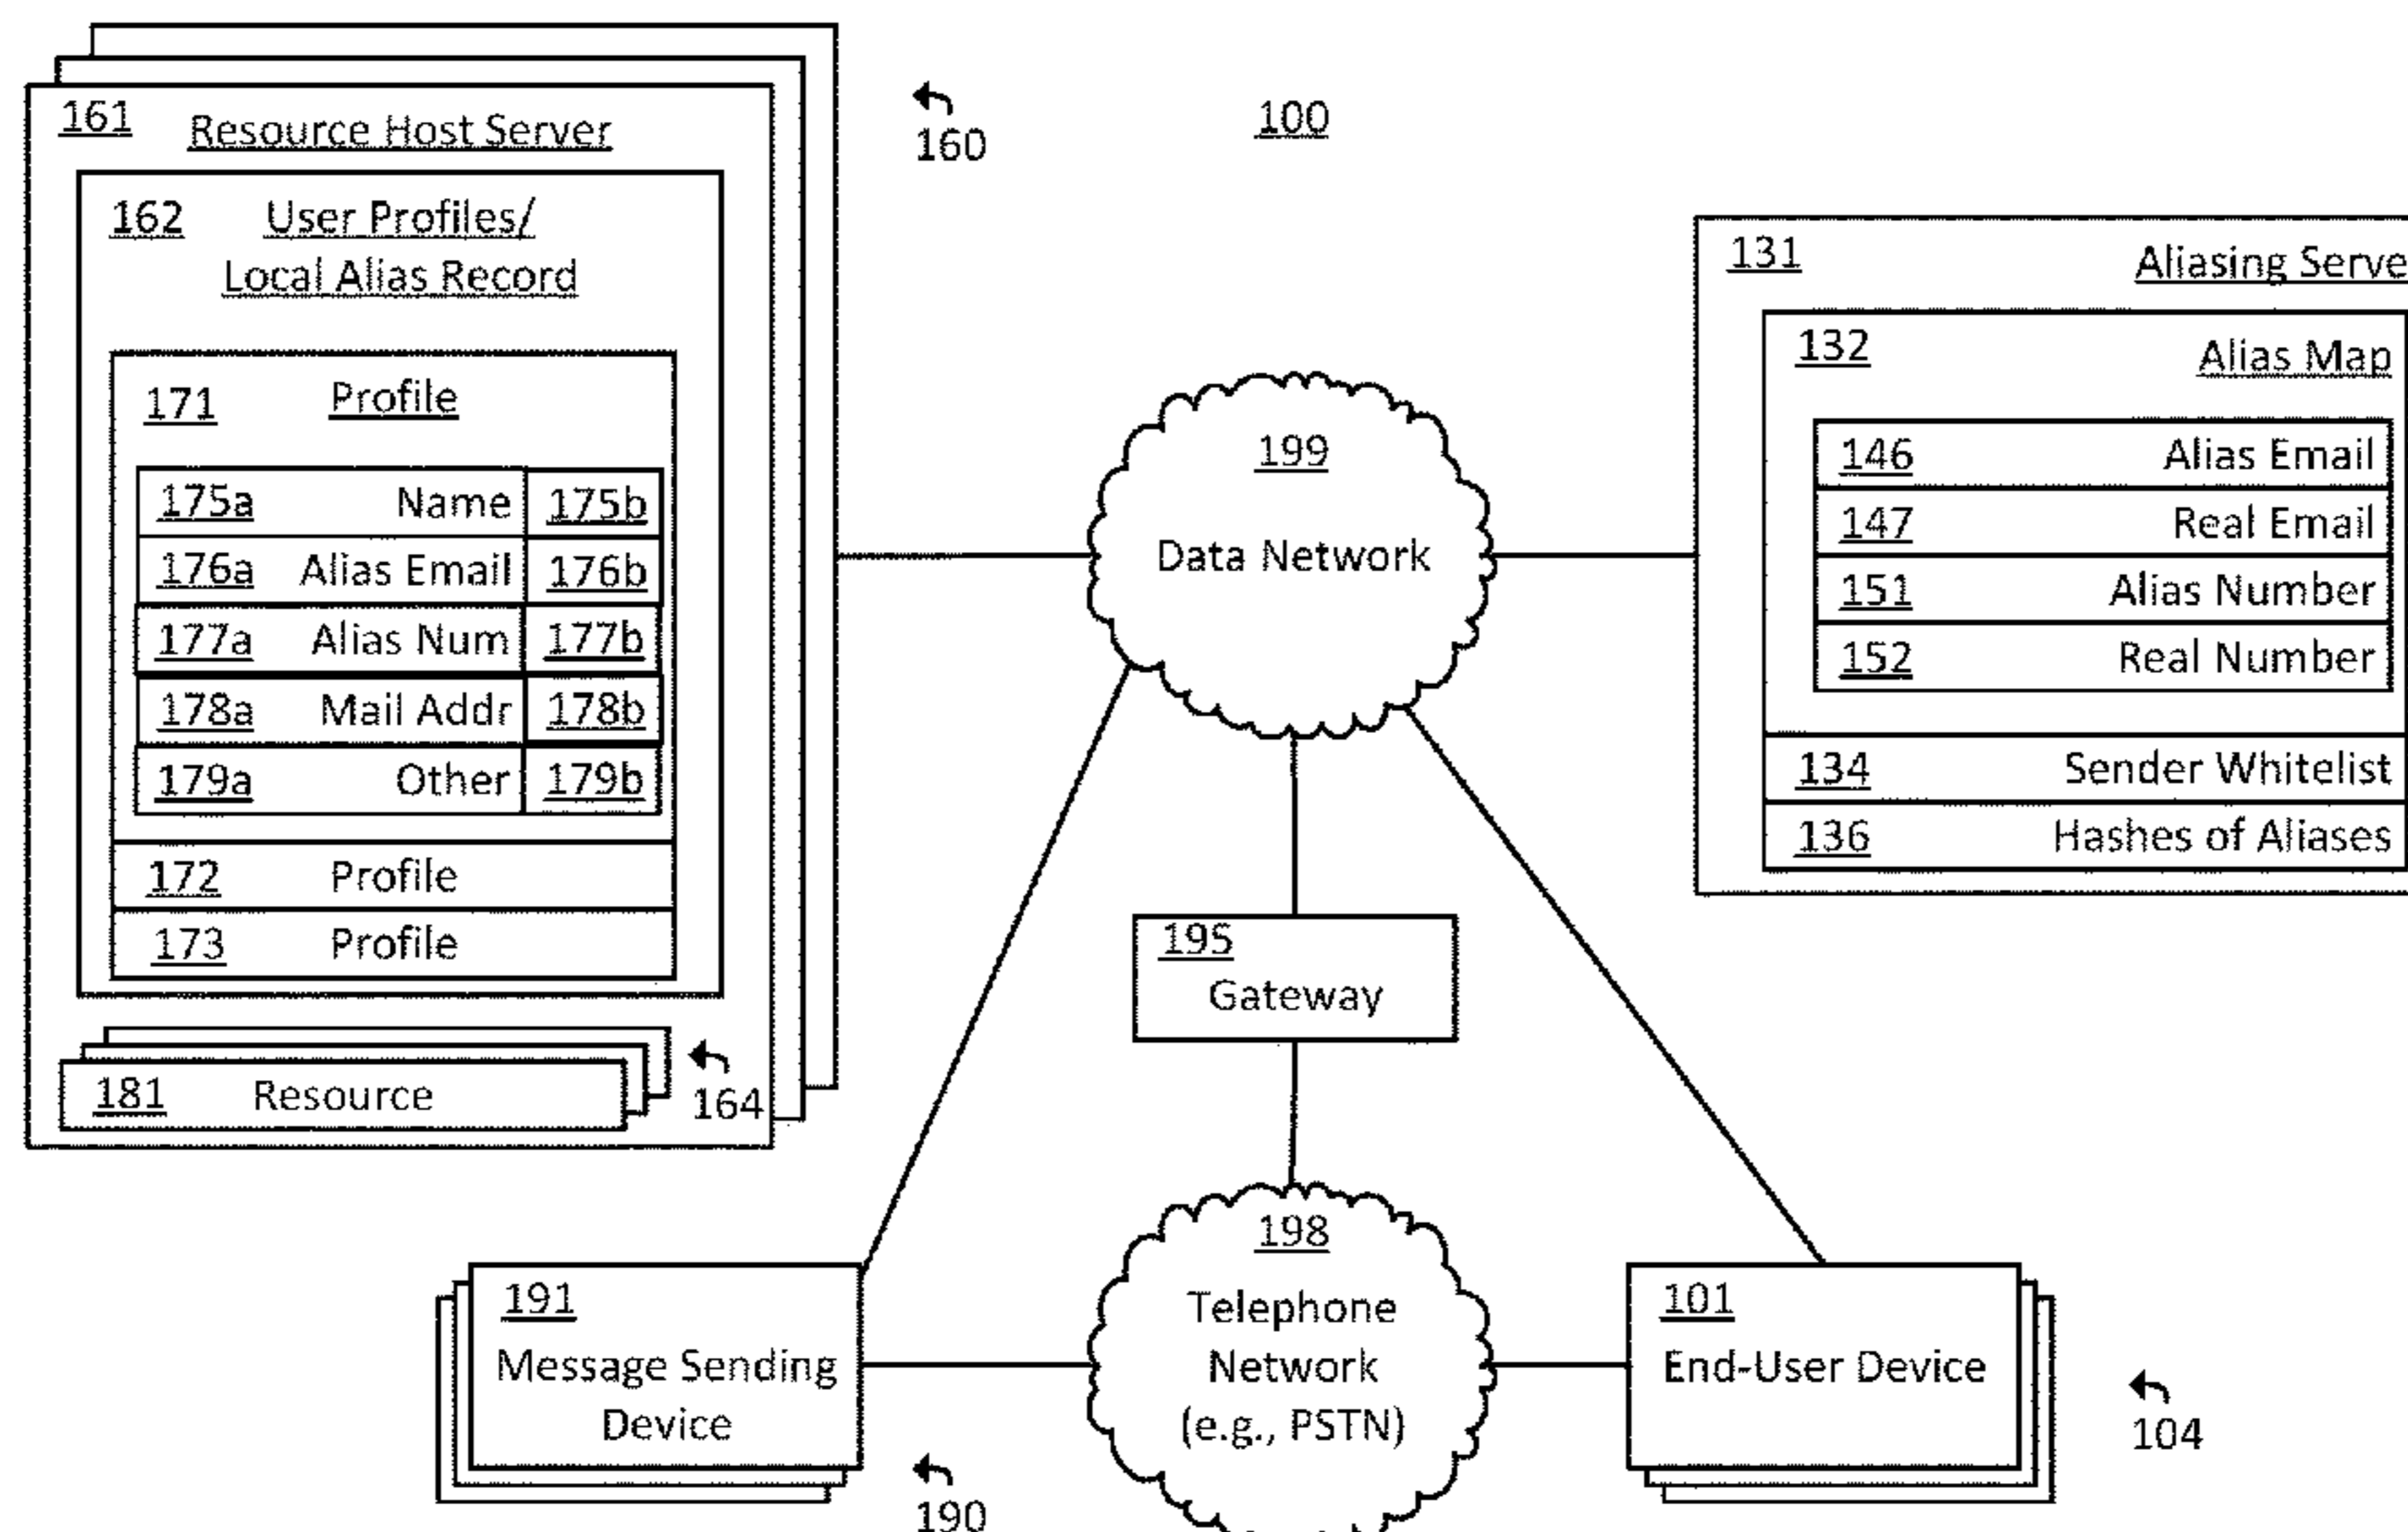 161 Resource Host Server
162 User Profiles/
Local Alias Record
171 Profile
175a Name 175b
176a Alias Email 176b
177a Alias Num 177b
178a Mail Addr 178b
179a Other 179b
172 Profile
173 Profile
181 Resource
164
160
100
199
Data Network
131 Aliasing Serve
132 Alias Map
146 Alias Email
147 Real Email
151 Alias Number
152 Real Number
134 Sender Whitelist
136 Hashes of Aliases
195
Gateway
191
Message Sending
Device
190
198
Telephone
Network
(e.g., PSTN)
101
End-User Device
104